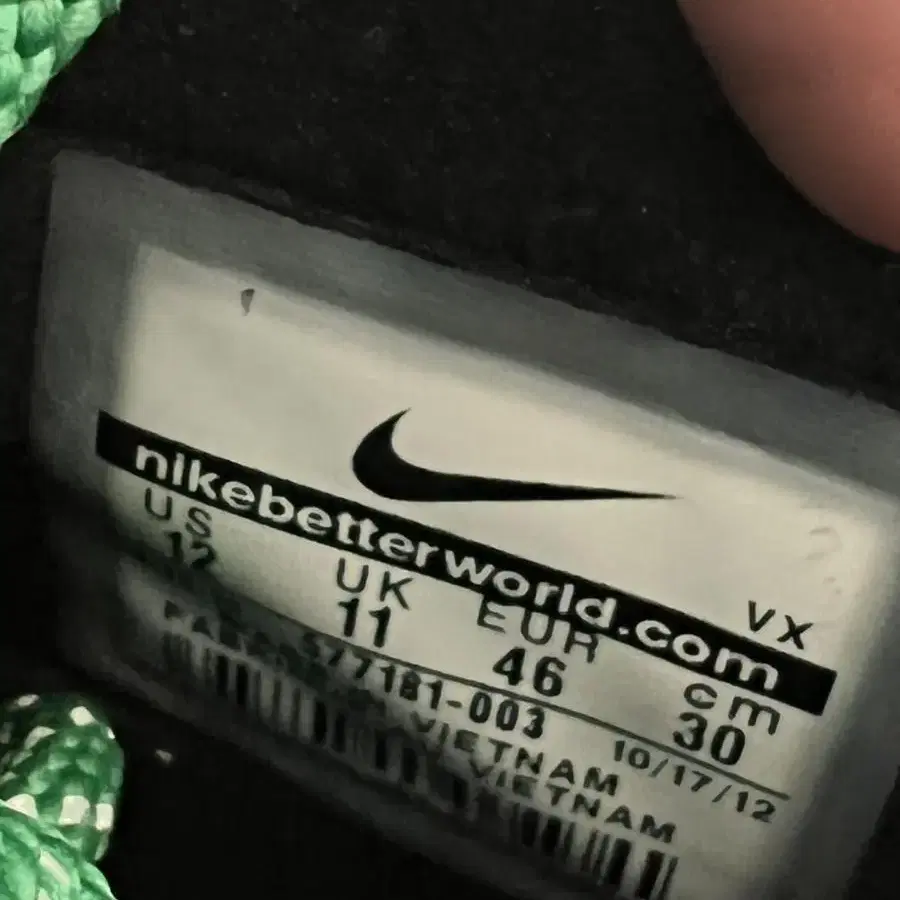 nikebetterworld.com
VX
US UK EUR cm
12 11 46 30
577181-003 10/17/12
VIETNAM
VIETNAM